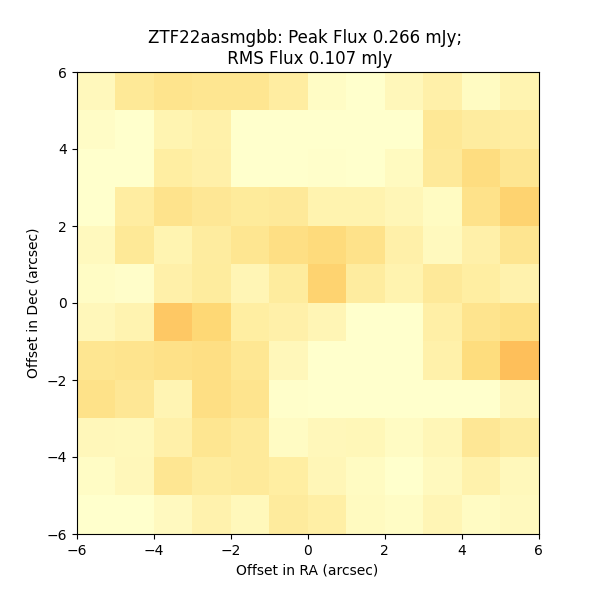 ZTF22aasmgbb: Peak Flux 0.266 mJy;
RMS Flux 0.107 mJy
6
4
2
0
−2
−4
−6
Offset in Dec (arcsec)
−6 −4 −2 0 2 4 6
Offset in RA (arcsec)